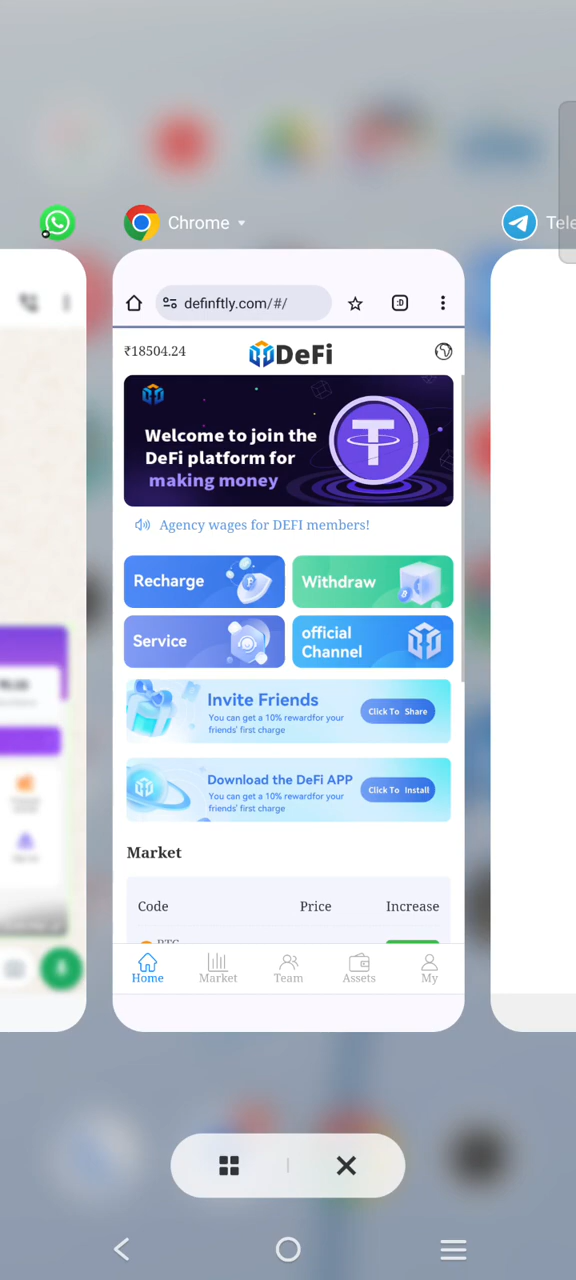 Chrome
Tele
definftly.com/#/
:D
₹18504.24
DeFi
Welcome to join the
DeFi platform for
making money
Agency wages for DEFI members!
Recharge
Withdraw
Service
official
Channel
Invite Friends
You can get a 10% rewardfor your
friends' first charge
Click To Share
Download the DeFi APP
You can get a 10% rewardfor your
friends' first charge
Click To Install
Market
Code
Price
Increase
BTC
Home
Market
Team
Assets
My